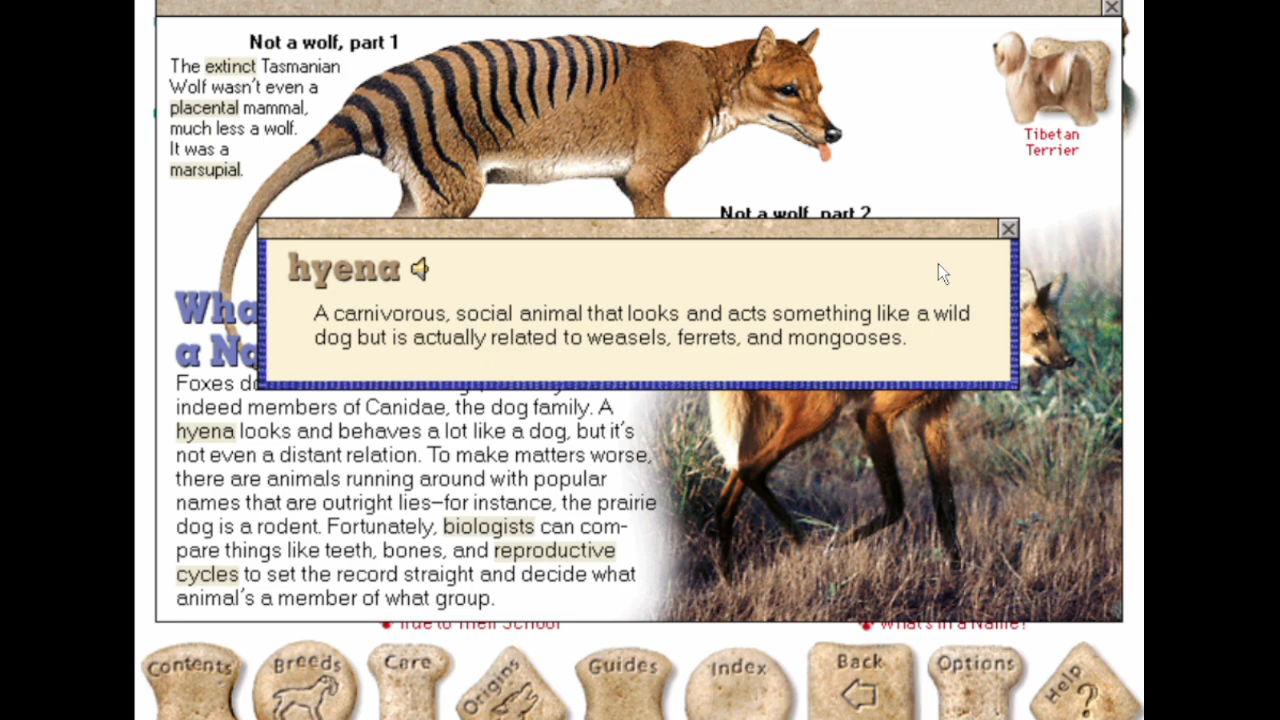 Not a wolf, part 1
The extinct Tasmanian
Wolf wasn't even a
placental mammal,
much less a wolf.
It was a
marsupial.
Tibetan
Terrier
Not a wolf, part 2
hyena
A carnivorous, social animal that looks and acts something like a wild
dog but is actually related to weasels, ferrets, and mongooses.
a
Foxes
indeed members of Canidae, the dog family. A
hyena looks and behaves a lot like a dog, but it's
not even a distant relation. To make matters worse,
there are animals running around with popular
names that are outright lies–for instance, the prairie
dog is a rodent. Fortunately, biologists can com-
pare things like teeth, bones, and reproductive
cycles to set the record straight and decide what
animal's a member of what group.
True to Their School
What's in a Name?
Contents
Breeds
Care
Origins
Guides
Index
Back
Options
Help
?